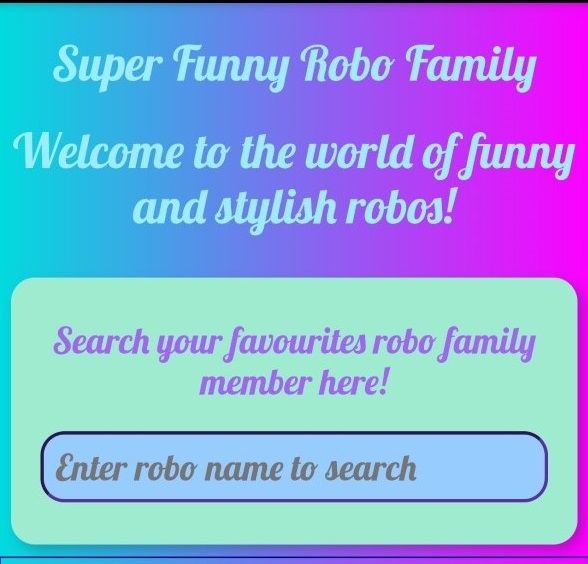 Super Funny Robo Family
Welcome to the world of funny
and stylish robos!
Search your favourites robo family
member here!
Enter robo name to search